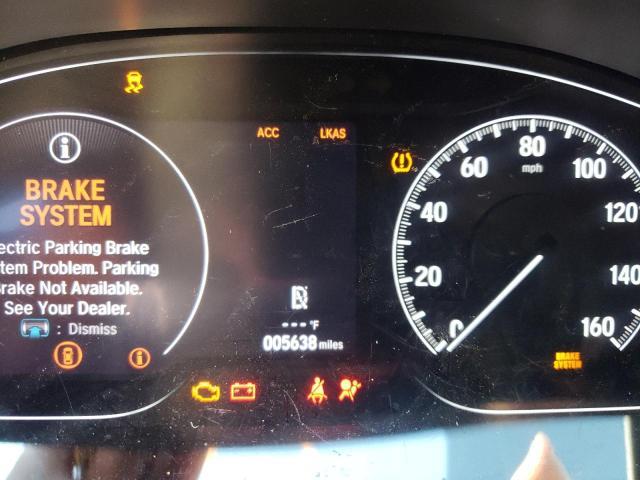 ACC LKAS
BRAKE
SYSTEM
ectric Parking Brake
tem Problem. Parking
rake Not Available.
See Your Dealer.
: Dismiss
---°F
005638 miles
0 20 40 60 80 100 120 140 160
mph
BRAKE
SYSTEM